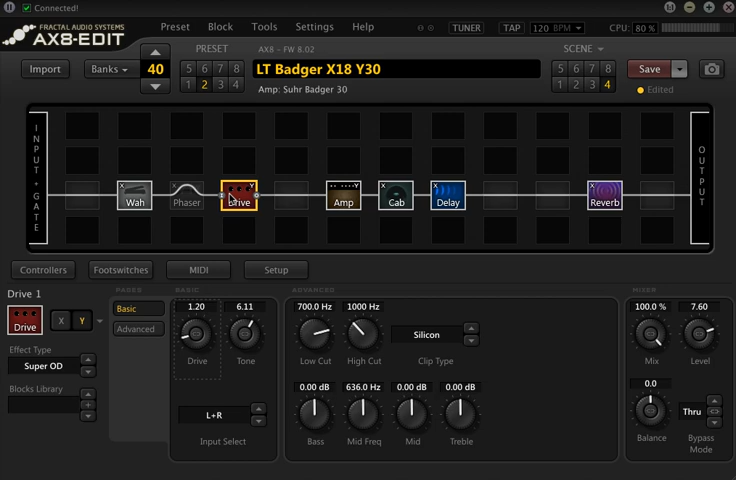 Connected!
FRACTAL AUDIO SYSTEMS
AX8-EDIT
Preset Block Tools Settings Help
TUNER TAP 120 BPM CPU: 80 %
PRESET AX8 - FW 8.02 SCENE
Import Banks 40 5 6 7 8 LT Badger X18 Y30 5 6 7 8 Save
1 2 3 4 Amp: Suhr Badger 30 1 2 3 4 Edited
INPUT + GATE
OUTPUT
X X Y Y X X X
Wah Phaser Drive Amp Cab Delay Reverb
Controllers Footswitches MIDI Setup
Drive 1
PAGES BASIC ADVANCED MIXER
Basic 1.20 6.11 700.0 Hz 1000 Hz 100.0 % 7.60
Drive X Y Advanced Silicon
Drive Tone Low Cut High Cut Clip Type Mix Level
Effect Type
Super OD
Blocks Library
0.00 dB 636.0 Hz 0.00 dB 0.00 dB 0.0
L+R Thru
Input Select Bass Mid Freq Mid Treble Balance Bypass Mode